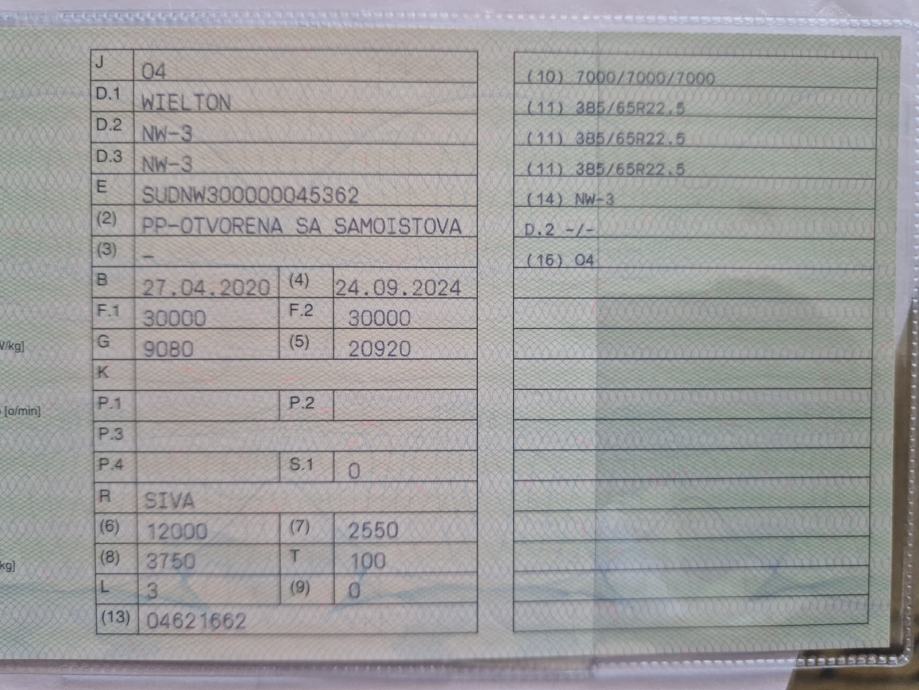 J 04
D.1 WIELTON
D.2 NW-3
D.3 NW-3
E SUDNW300000045362
(2) PP-OTVORENA SA SAMOISTOVA
(3) –
B 27.04.2020 (4) 24.09.2024
F.1 30000 F.2 30000
W/kg] G 9080 (5) 20920
K
[o/min] P.1 P.2
P.3
P.4 S.1 0
R SIVA
(6) 12000 (7) 2550
kg] (8) 3750 T 100
L 3 (9) 0
(13) 04621662
(10) 7000/7000/7000
(11) 385/65R22.5
(11) 385/65R22.5
(11) 385/65R22.5
(14) NW-3
D.2 -/-
(16) 04